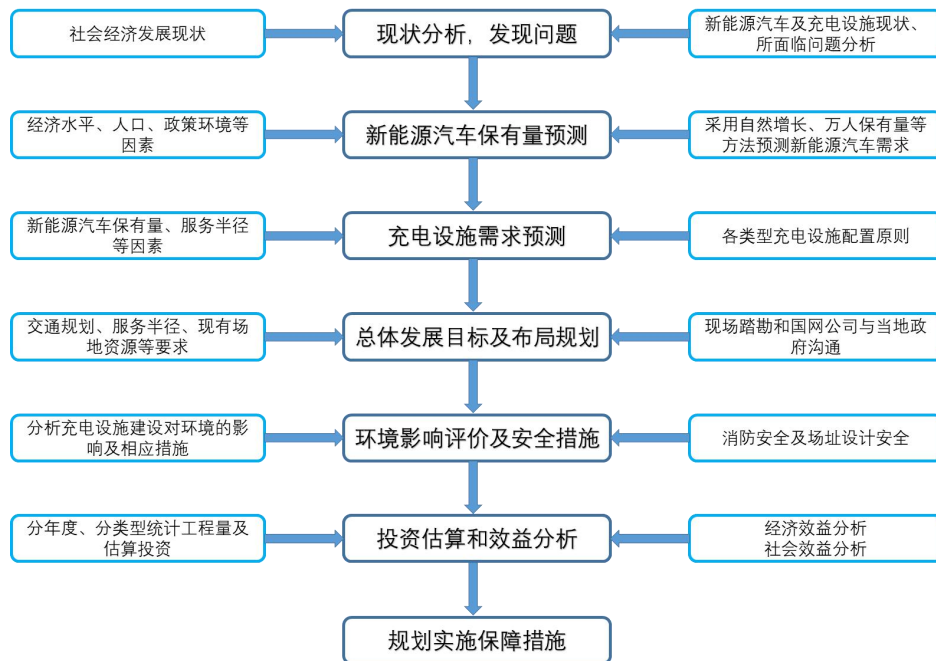 社会经济发展现状
现状分析，发现问题
新能源汽车及充电设施现状、
所面临问题分析
经济水平、人口、政策环境等
因素
新能源汽车保有量预测
采用自然增长、万人保有量等
方法预测新能源汽车需求
新能源汽车保有量、服务半径
等因素
充电设施需求预测
各类型充电设施配置原则
交通规划、服务半径、现有场
地资源等要求
总体发展目标及布局规划
现场踏勘和国网公司与当地政
府沟通
分析充电设施建设对环境的影
响及相应措施
环境影响评价及安全措施
消防安全及场址设计安全
分年度、分类型统计工程量及
估算投资
投资估算和效益分析
经济效益分析
社会效益分析
规划实施保障措施